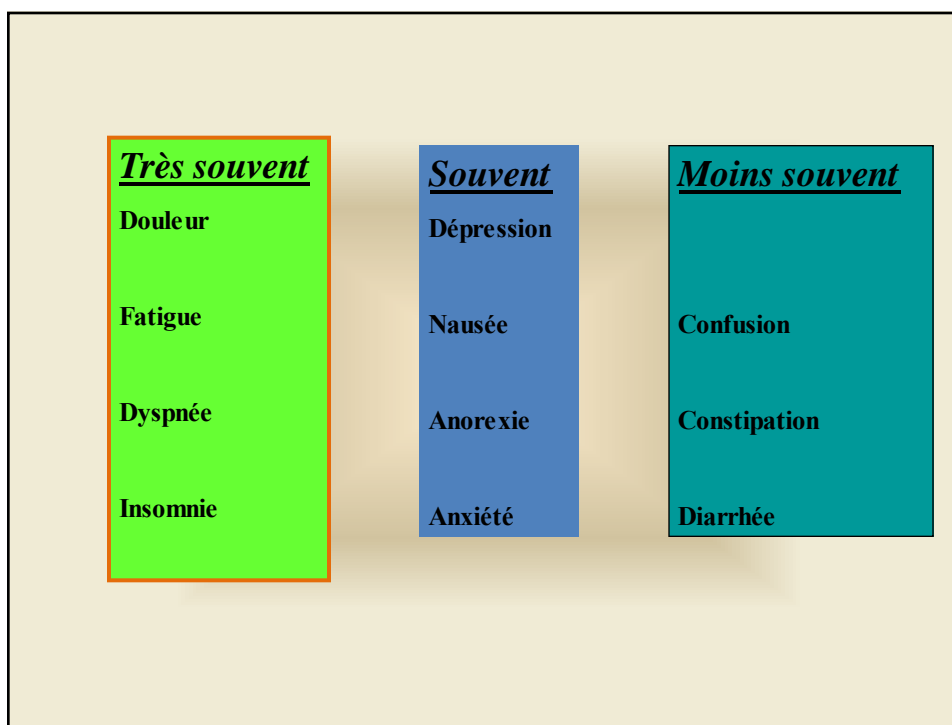 Très souvent
Douleur
Fatigue
Dyspnée
Insomnie
Souvent
Dépression
Nausée
Anorexie
Anxiété
Moins souvent
Confusion
Constipation
Diarrhée